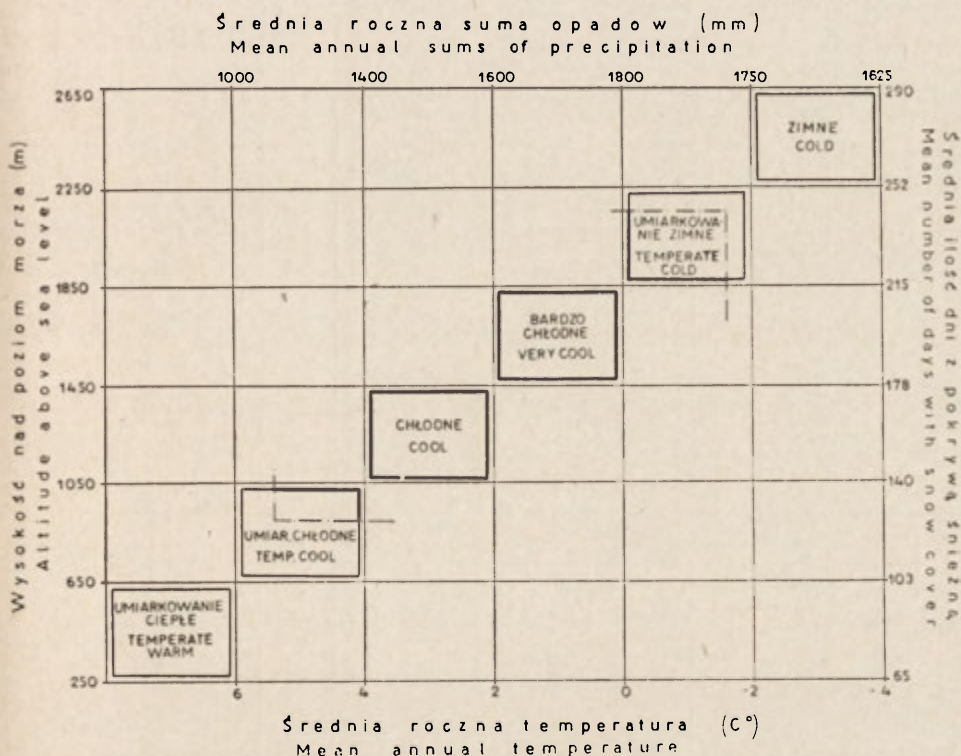 Średnia roczna suma opadow (mm)
Mean annual sums of precipitation
1000 1400 1600 1800 1750 1625
Wysokość nad poziom morza (m)
Altitude above sea level
2650
2250
1850
1450
1050
650
250
290
252
215
178
140
103
65
Średnia ilość dni z pokrywą śnieżną
Mean number of days with snow cover
ZIMNE
COLD
UMIARKOWA-
NIE ZIMNE
TEMPERATE
COLD
BARDZO
CHŁODNE
VERY COOL
CHŁODNE
COOL
UMIAR. CHŁODNE
TEMP. COOL
UMIARKOWANIE
CIEPŁE
TEMPERATE
WARM
6 4 2 0 -2 -4
Średnia roczna temperatura (C°)
Mean annual temperature